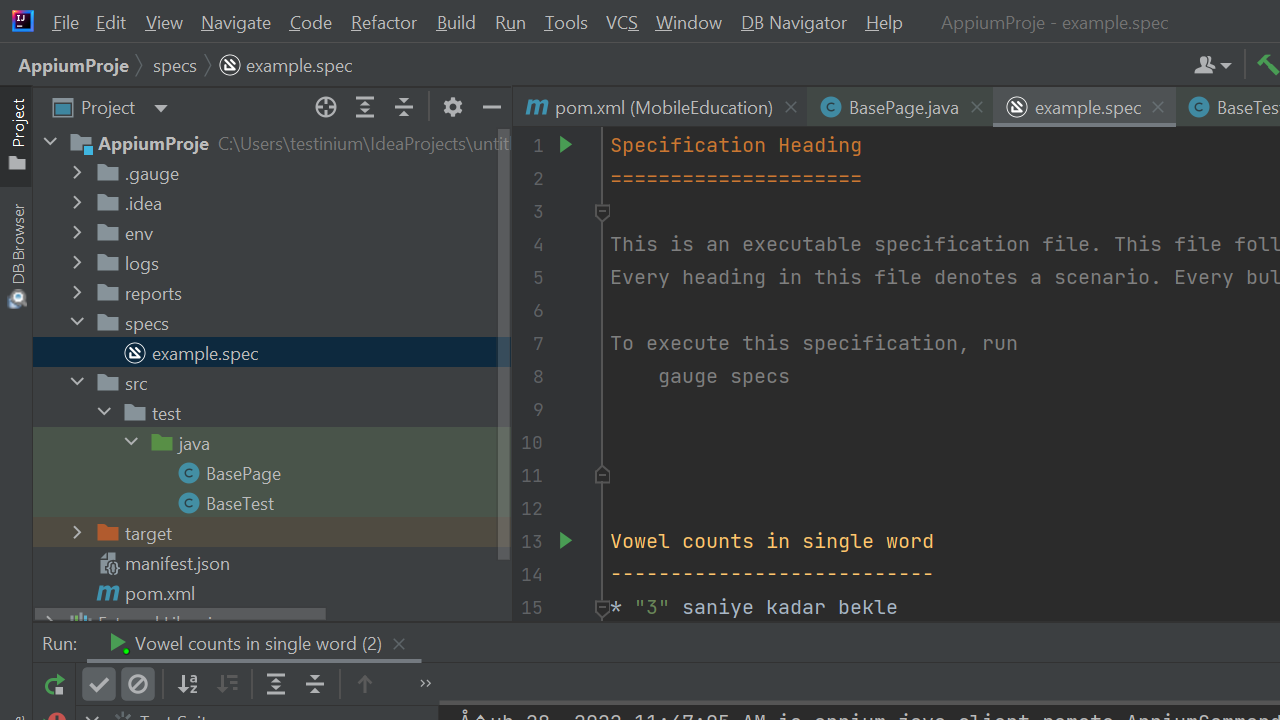 File Edit View Navigate Code Refactor Build Run Tools VCS Window DB Navigator Help AppiumProje - example.spec
AppiumProje specs example.spec
Project
DB Browser
Project
AppiumProje C:\Users\testinium\IdeaProjects\untit
.gauge
.idea
env
logs
reports
specs
example.spec
src
test
java
BasePage
BaseTest
target
manifest.json
pom.xml
pom.xml (MobileEducation) BasePage.java example.spec BaseTes
1 Specification Heading
2 =====================
3
4 This is an executable specification file. This file foll
5 Every heading in this file denotes a scenario. Every bul
6
7 To execute this specification, run
8 gauge specs
9
10
11
12
13 Vowel counts in single word
14 ---------------------------
15 * "3" saniye kadar bekle
Run: Vowel counts in single word (2)